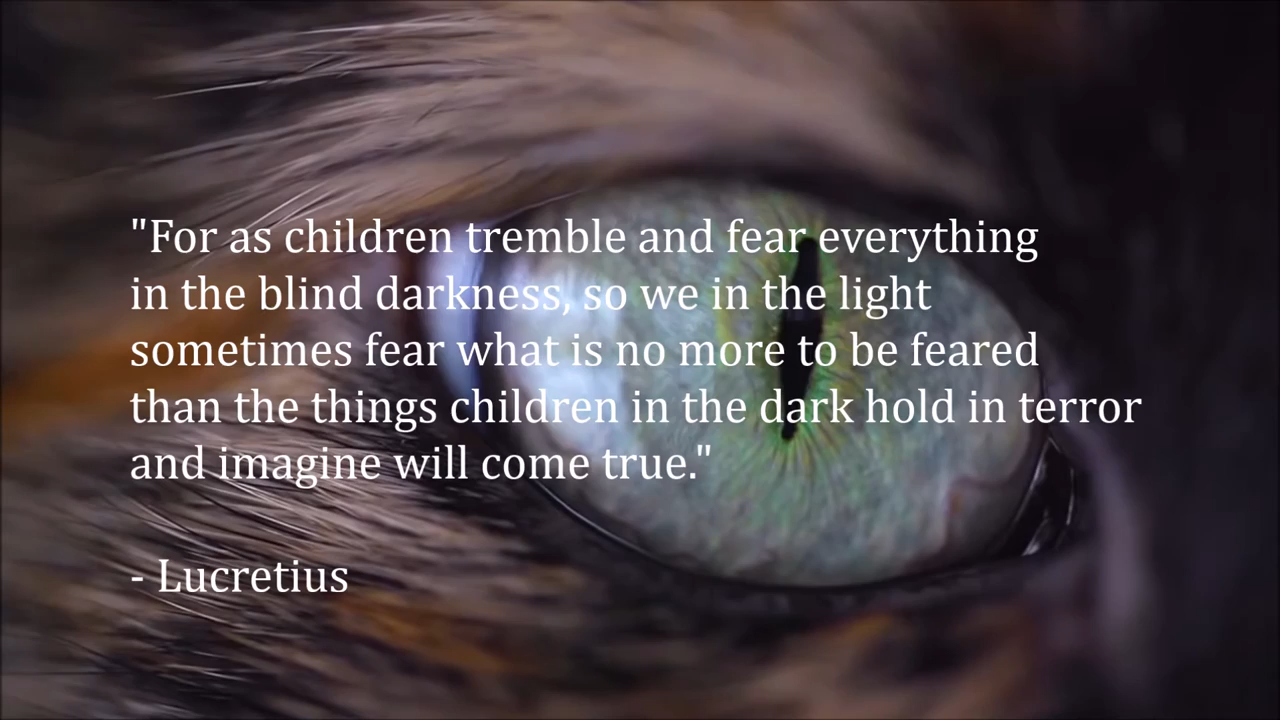 "For as children tremble and fear everything
in the blind darkness, so we in the light
sometimes fear what is no more to be feared
than the things children in the dark hold in terror
and imagine will come true."
- Lucretius